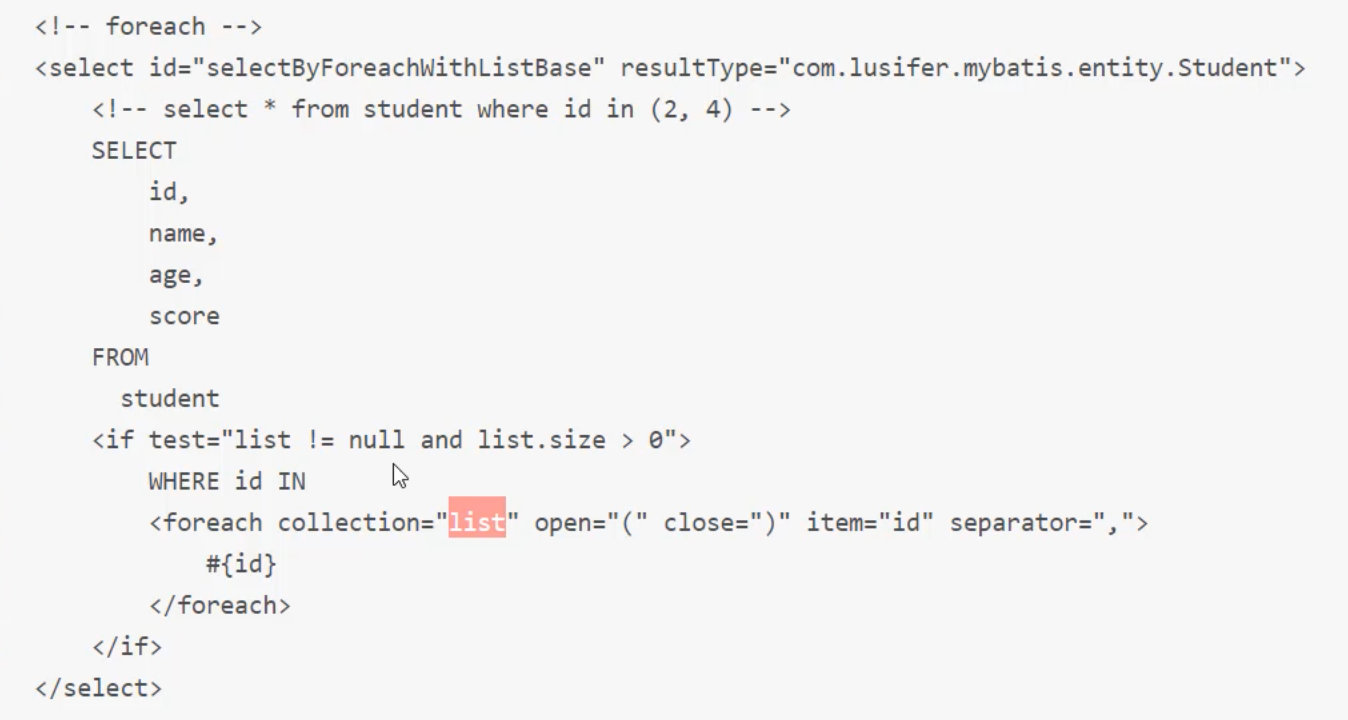 <!-- foreach -->
<select id="selectByForeachWithListBase" resultType="com.lusifer.mybatis.entity.Student">
    <!-- select * from student where id in (2, 4) -->
    SELECT
        id,
        name,
        age,
        score
    FROM
      student
    <if test="list != null and list.size > 0">
        WHERE id IN
        <foreach collection="list" open="(" close=")" item="id" separator=",">
            #{id}
        </foreach>
    </if>
</select>